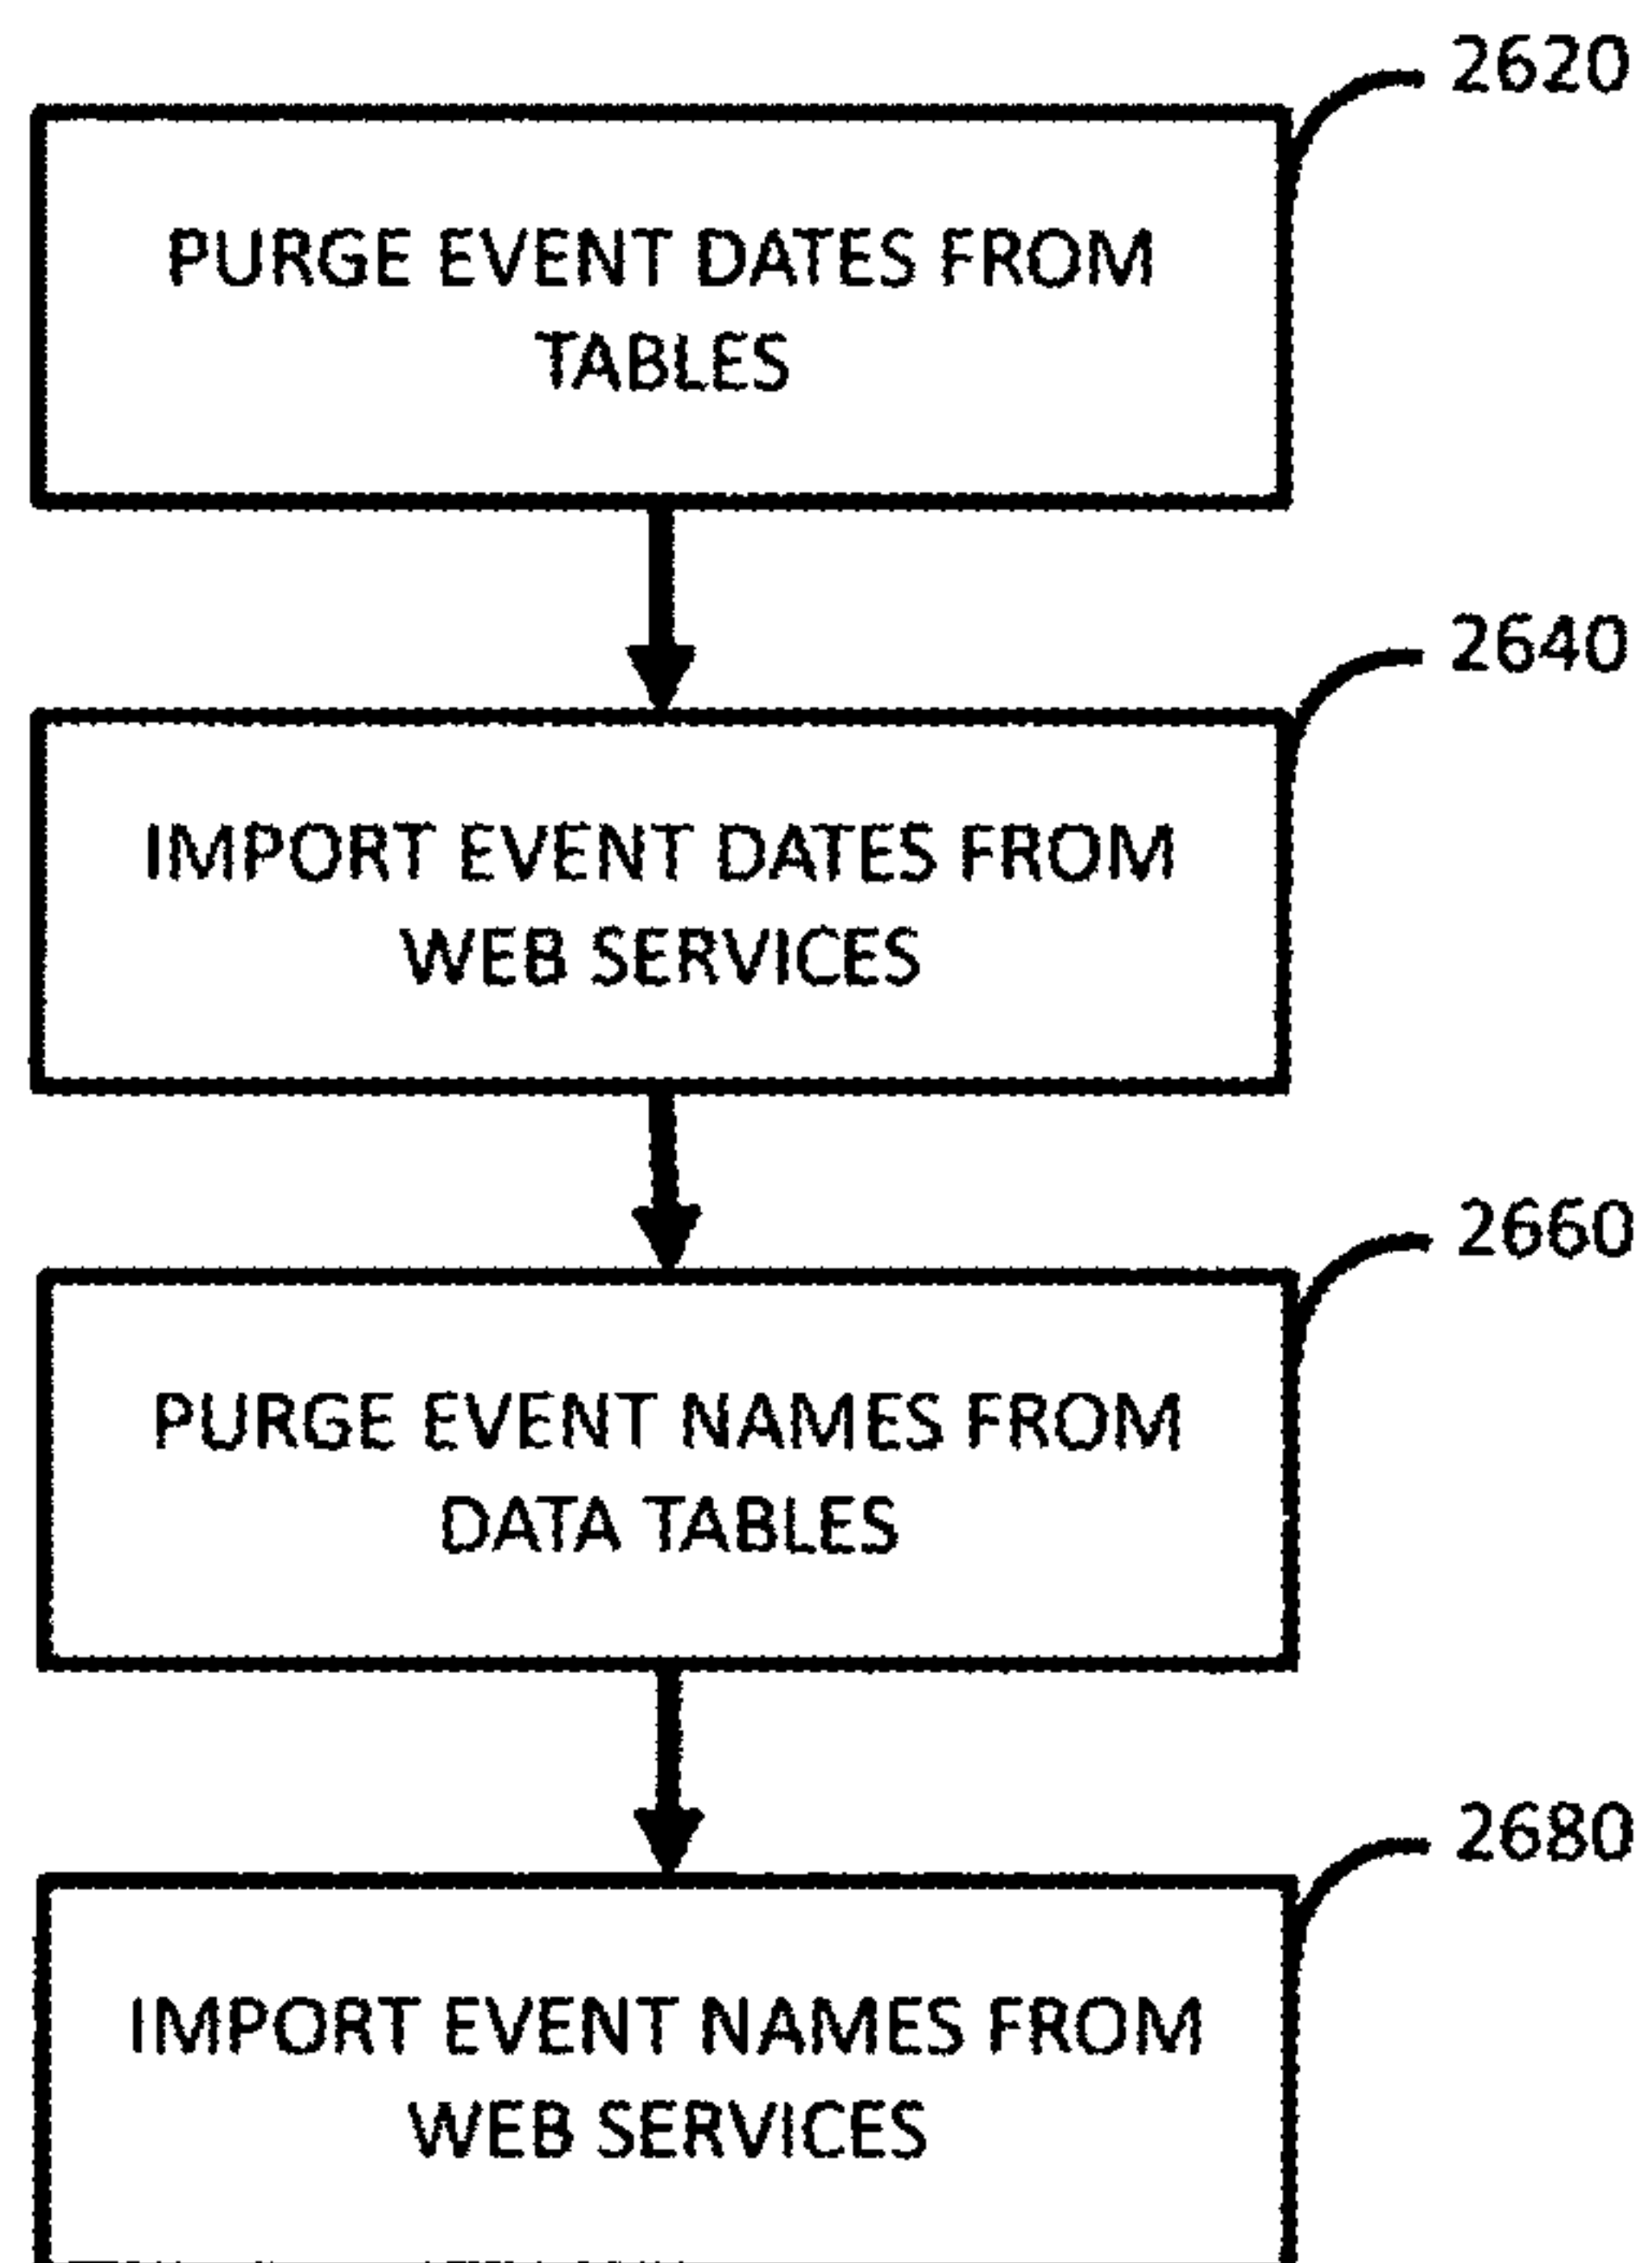 2620
PURGE EVENT DATES FROM
TABLES
2640
IMPORT EVENT DATES FROM
WEB SERVICES
2660
PURGE EVENT NAMES FROM
DATA TABLES
2680
IMPORT EVENT NAMES FROM
WEB SERVICES